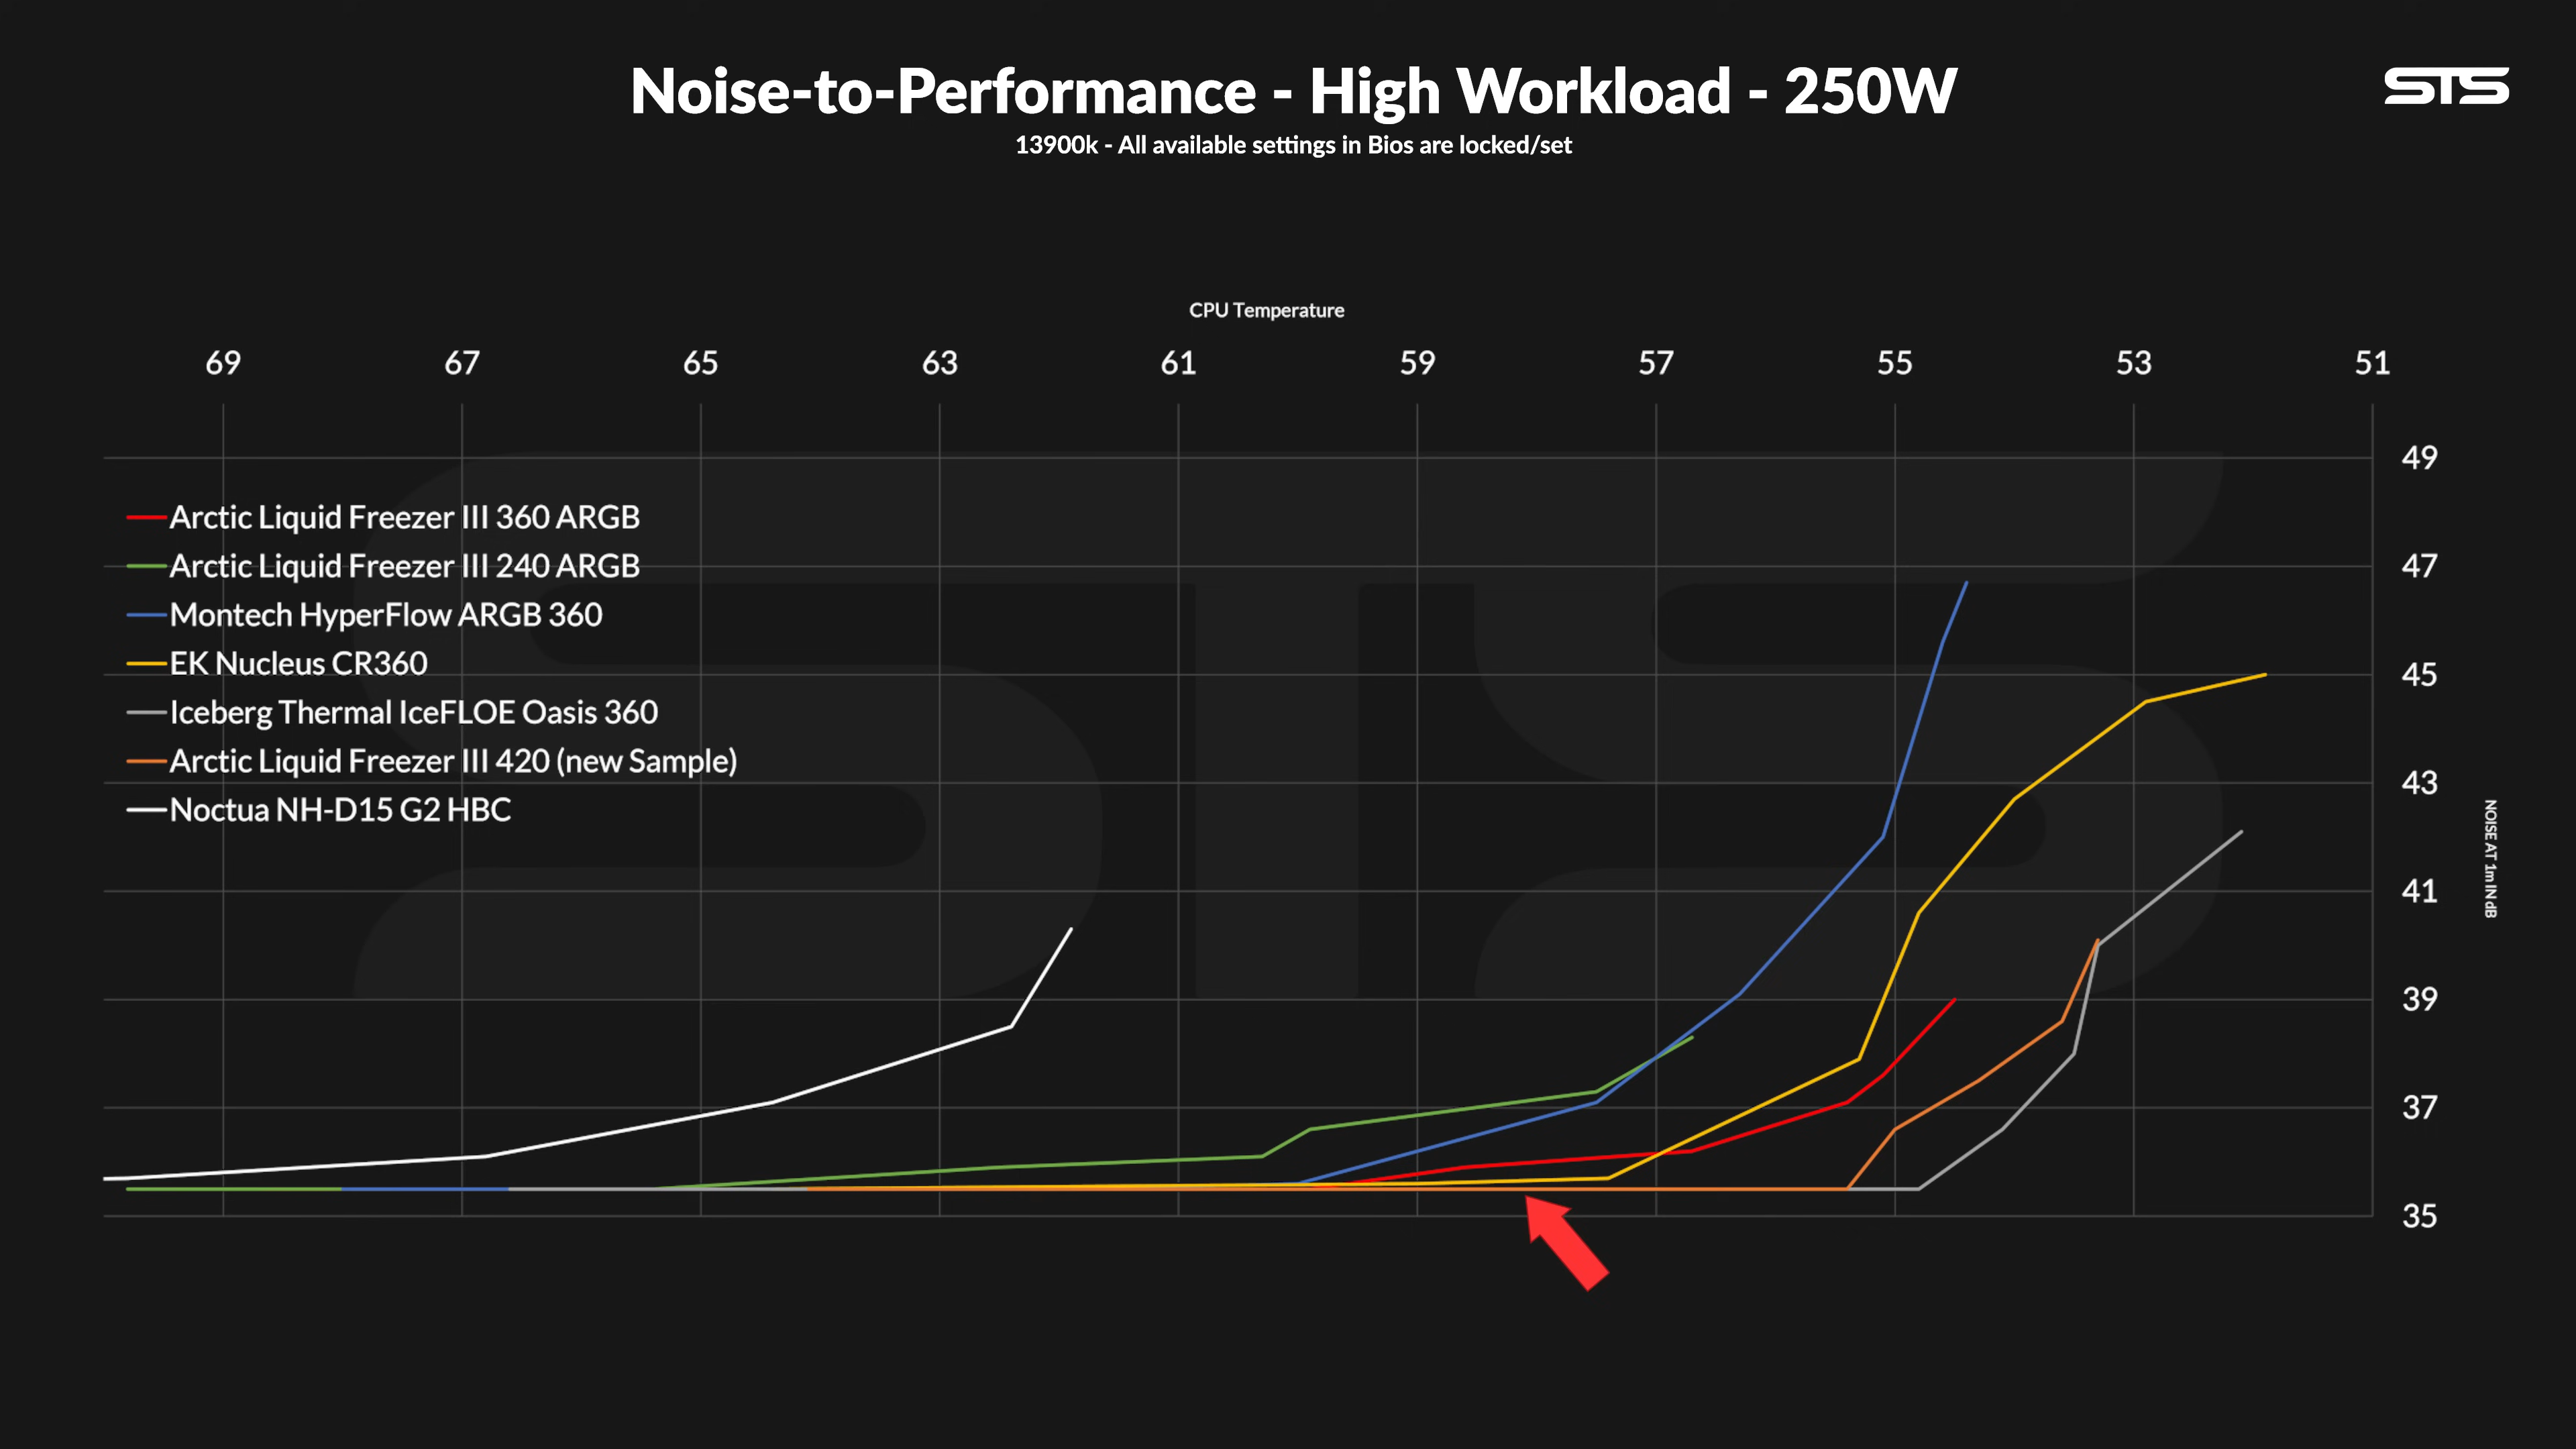 Noise-to-Performance - High Workload - 250W
STS
13900k - All available settings in Bios are locked/set
CPU Temperature
69 67 65 63 61 59 57 55 53 51
49
Arctic Liquid Freezer III 360 ARGB
Arctic Liquid Freezer III 240 ARGB
47
Montech HyperFlow ARGB 360
EK Nucleus CR360
45
Iceberg Thermal IceFLOE Oasis 360
Arctic Liquid Freezer III 420 (new Sample)
43
Noctua NH-D15 G2 HBC
NOISE AT 1m IN dB
41
39
37
35